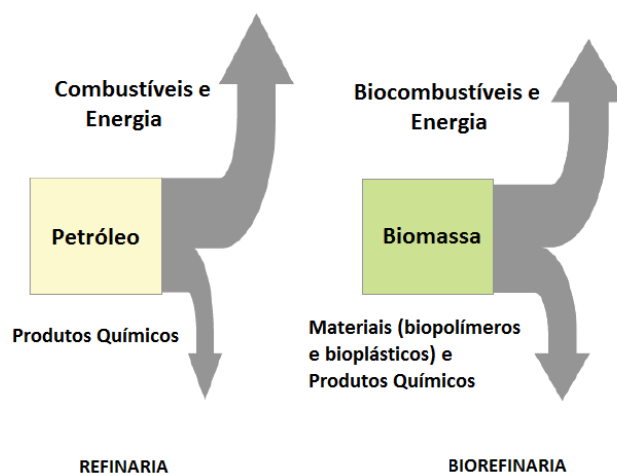 Combustíveis e
Energia
Petróleo
Produtos Químicos
REFINARIA
Biocombustíveis e
Energia
Biomassa
Materiais (biopolímeros
e bioplásticos) e
Produtos Químicos
BIOREFINARIA